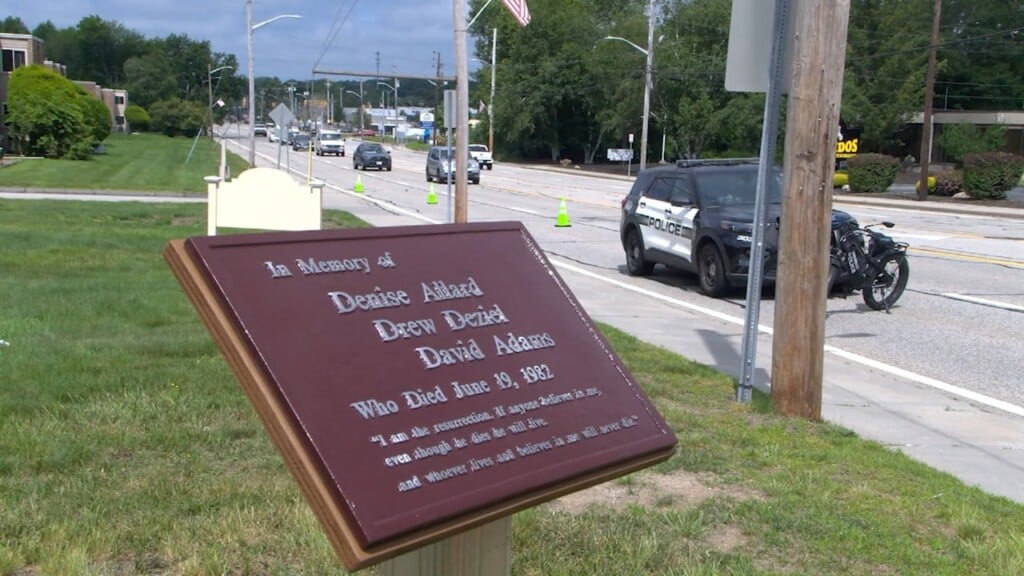 In Memory of
Denise Allard
Drew Deziel
David Adams
Who Died June 19, 1982
"I am the resurrection. If anyone believes in me,
even though he dies he will live.
and whoever lives and believes in me will never die."
POLICE
DOS